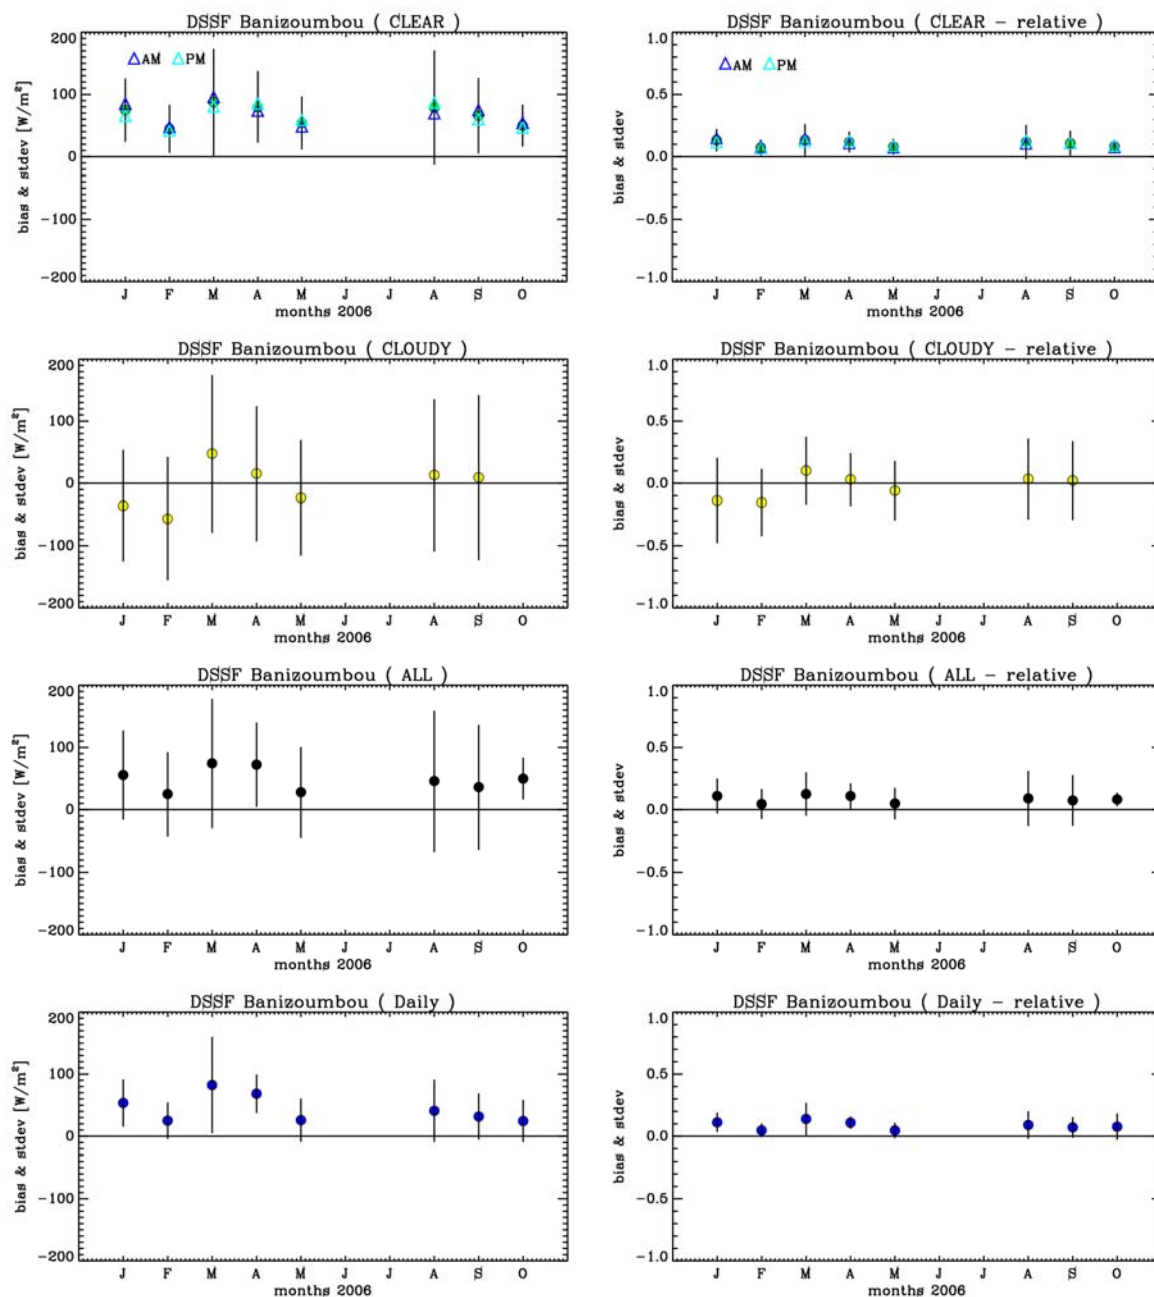 DSSF Banizoumbou ( CLEAR )
200
100
0
-100
-200
bias & stdev [W/m²]
AM PM
J F M A M J J A S O
months 2006
DSSF Banizoumbou ( CLEAR - relative )
1.0
0.5
0.0
-0.5
-1.0
bias & stdev
AM PM
J F M A M J J A S O
months 2006
DSSF Banizoumbou ( CLOUDY )
200
100
0
-100
-200
bias & stdev [W/m²]
J F M A M J J A S O
months 2006
DSSF Banizoumbou ( CLOUDY - relative )
1.0
0.5
0.0
-0.5
-1.0
bias & stdev
J F M A M J J A S O
months 2006
DSSF Banizoumbou ( ALL )
200
100
0
-100
-200
bias & stdev [W/m²]
J F M A M J J A S O
months 2006
DSSF Banizoumbou ( ALL - relative )
1.0
0.5
0.0
-0.5
-1.0
bias & stdev
J F M A M J J A S O
months 2006
DSSF Banizoumbou ( Daily )
200
100
0
-100
-200
bias & stdev [W/m²]
J F M A M J J A S O
months 2006
DSSF Banizoumbou ( Daily - relative )
1.0
0.5
0.0
-0.5
-1.0
bias & stdev
J F M A M J J A S O
months 2006